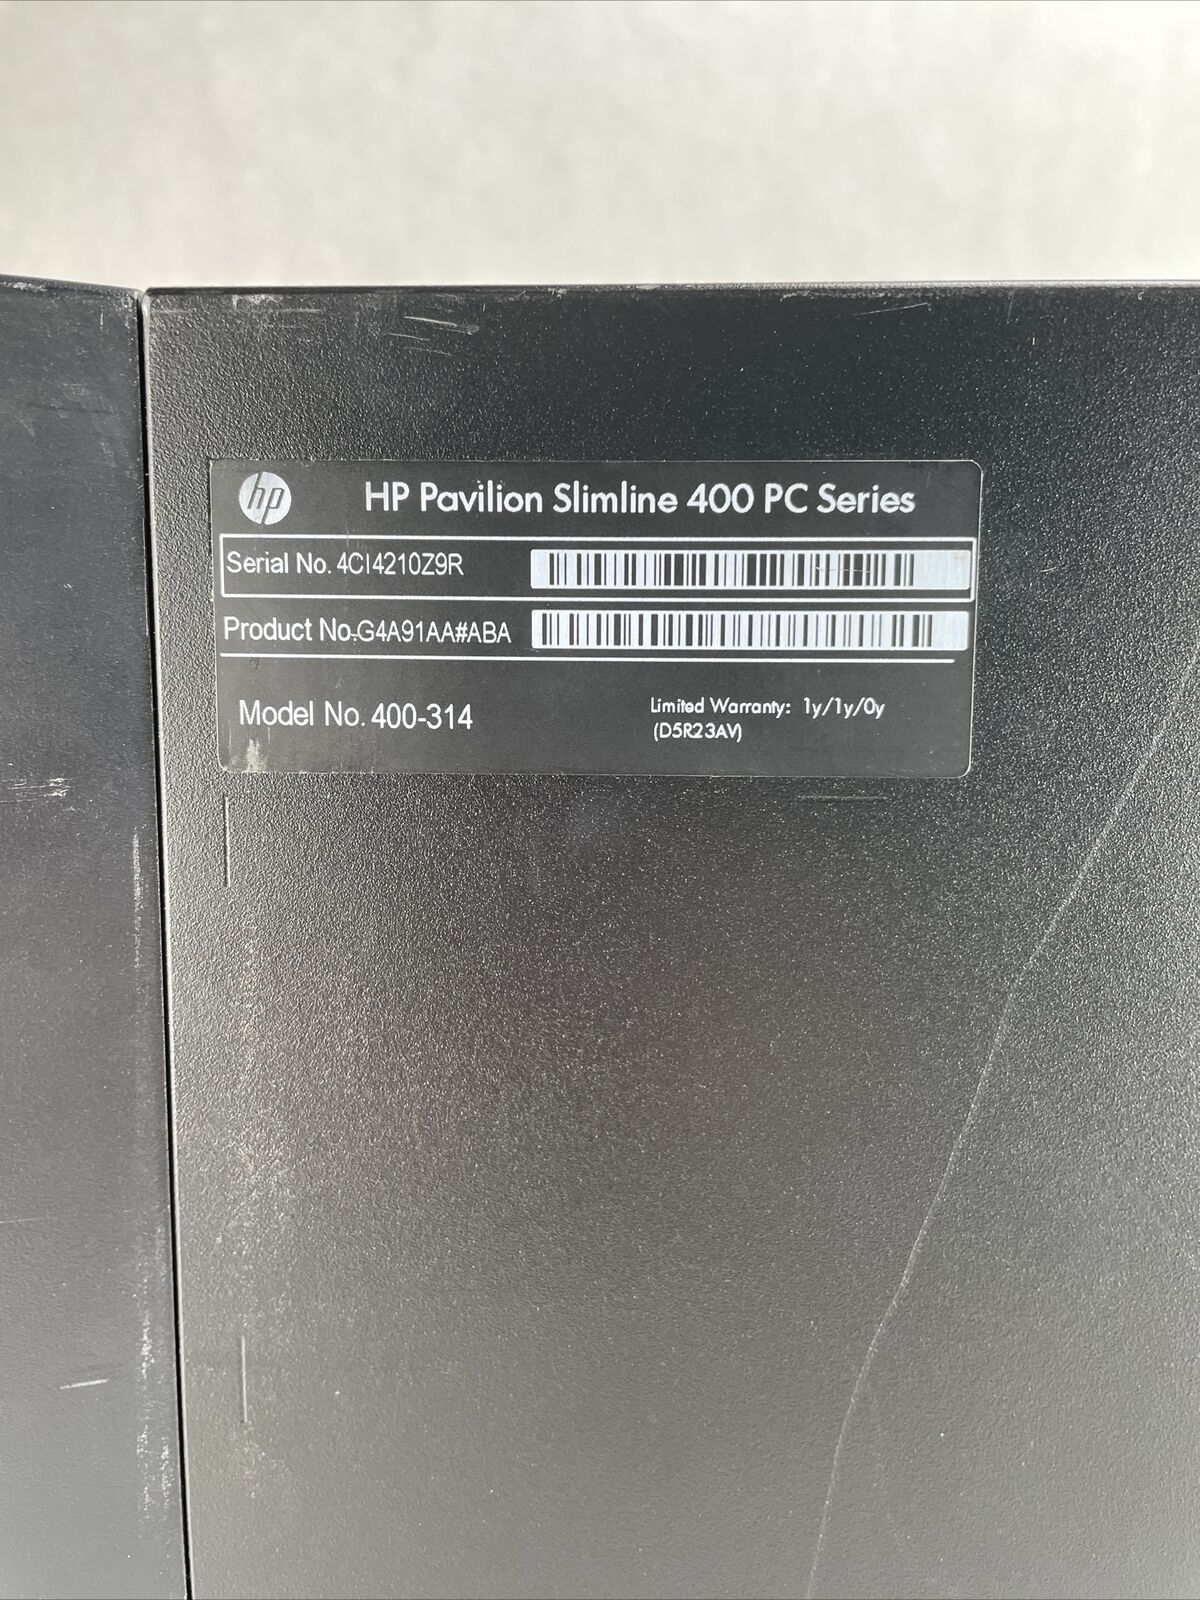 hp
HP Pavilion Slimline 400 PC Series
Serial No. 4CI4210Z9R
Product No. G4A91AA#ABA
Model No. 400-314
Limited Warranty: 1y/1y/0y
(D5R23AV)